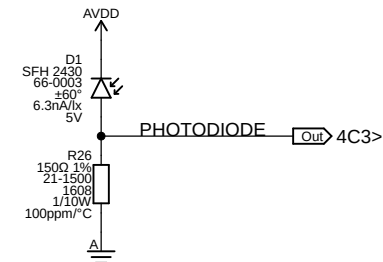 AVDD
D1
SFH 2430
66-0003
±60°
6.3nA/lx
5V
PHOTODIODE
Out
4C3>
R26
150Ω 1%
21-1500
1608
1/10W
100ppm/°C
A